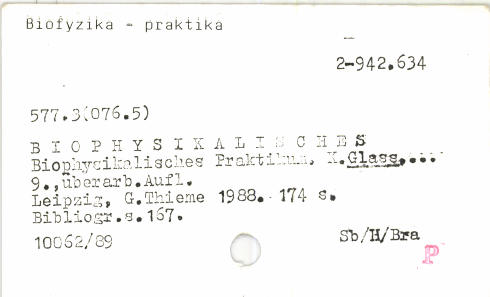 Biofyzika - praktika
2-942.634
577.3(076.5)
B I O P H Y S I K A L I S C H E S
Biophysikalisches Praktikum, K.Glass,...
9.,überarb.Aufl.
Leipzig, G.Thieme 1988. 174 s.
Bibliogr.s.167.
10062/89
Sb/H/Bra
P